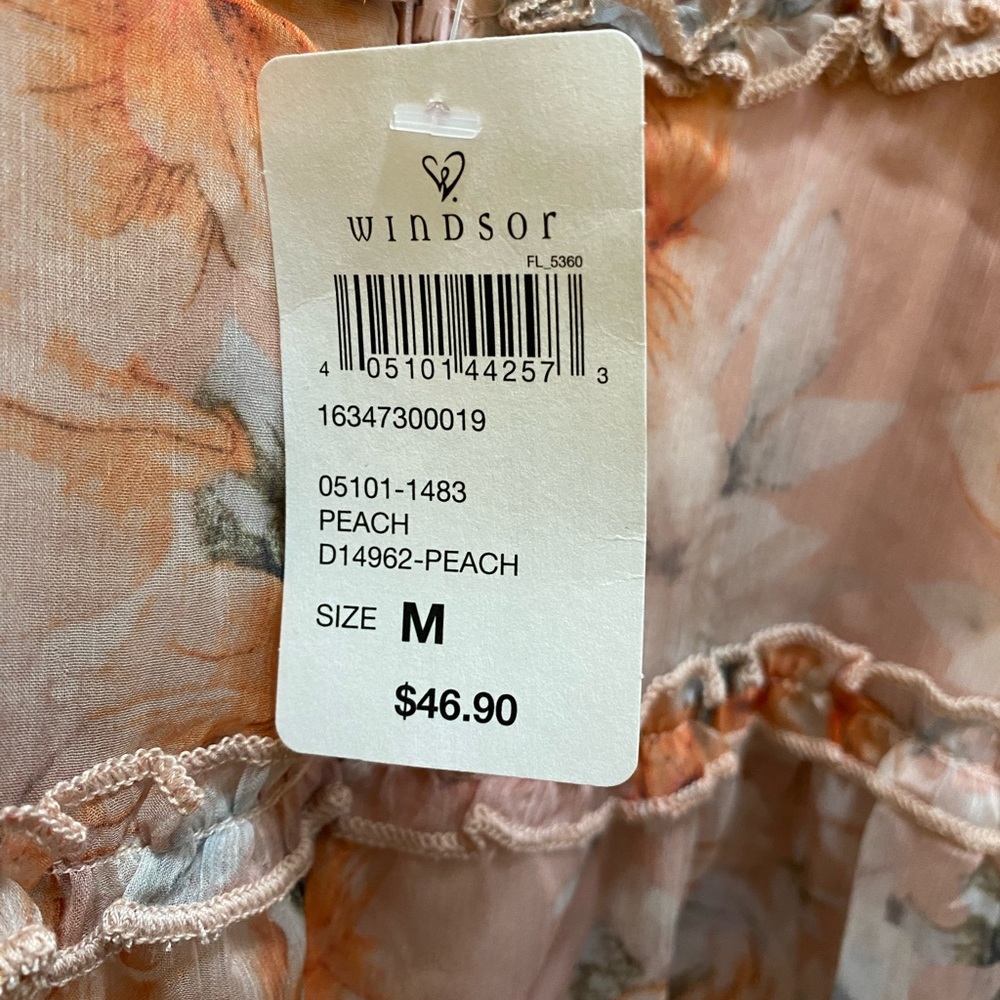 WINDSOR
FL_5360
4 05101 44257 3
16347300019
05101-1483
PEACH
D14962-PEACH
SIZE M
$46.90